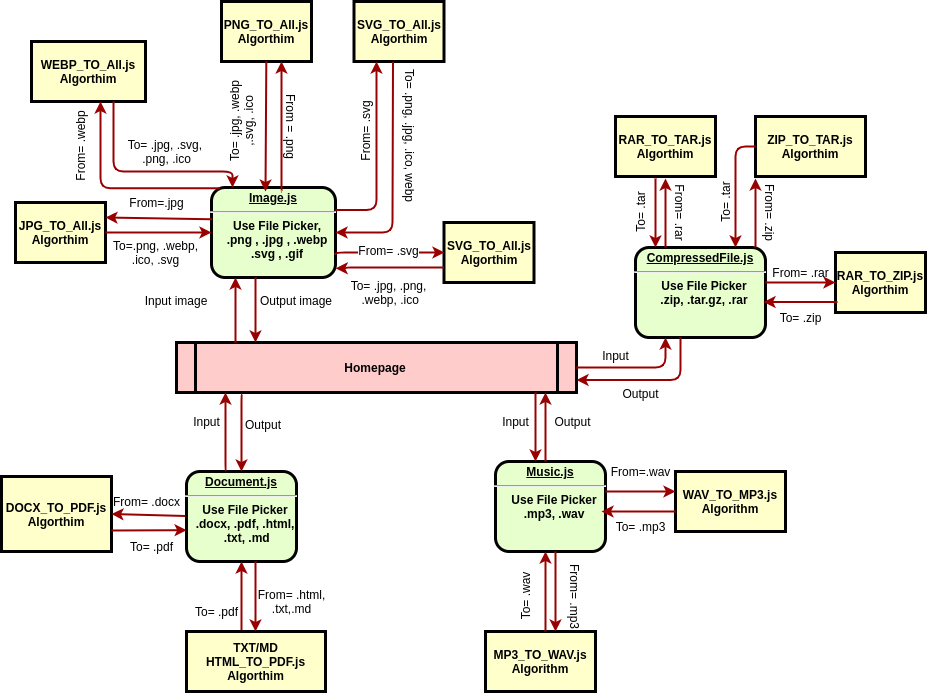 PNG_TO_All.js
Algorthim
SVG_TO_All.js
Algorthim
WEBP_TO_All.js
Algorthim
From= .webp
To= .jpg, .svg,
.png, .ico
To= .jpg, .webp
,.svg,.ico
From = .png
From= .svg
To= .png, .jpg, .ico, webp
RAR_TO_TAR.js
Algorthim
ZIP_TO_TAR.js
Algorthim
To= .tar
From= .rar
To= .tar
From= .zip
JPG_TO_All.js
Algorthim
From=.jpg
To=.png, .webp,
.ico, .svg
Image.js
Use File Picker,
.png , .jpg , .webp
.svg , .gif
From= .svg
SVG_TO_All.js
Algorthim
To= .jpg, .png,
.webp, .ico
CompressedFile.js
Use File Picker
.zip, .tar.gz, .rar
From= .rar
To= .zip
RAR_TO_ZIP.js
Algorthim
Input image
Output image
Homepage
Input
Output
Input
Output
Input
Output
DOCX_TO_PDF.js
Algorthim
From= .docx
To= .pdf
Document.js
Use File Picker
.docx, .pdf, .html,
.txt, .md
Music.js
Use File Picker
.mp3, .wav
From=.wav
To= .mp3
WAV_TO_MP3.js
Algorithm
To= .pdf
From= .html,
.txt,.md
To= .wav
From= .mp3
TXT/MD
HTML_TO_PDF.js
Algorthim
MP3_TO_WAV.js
Algorithm